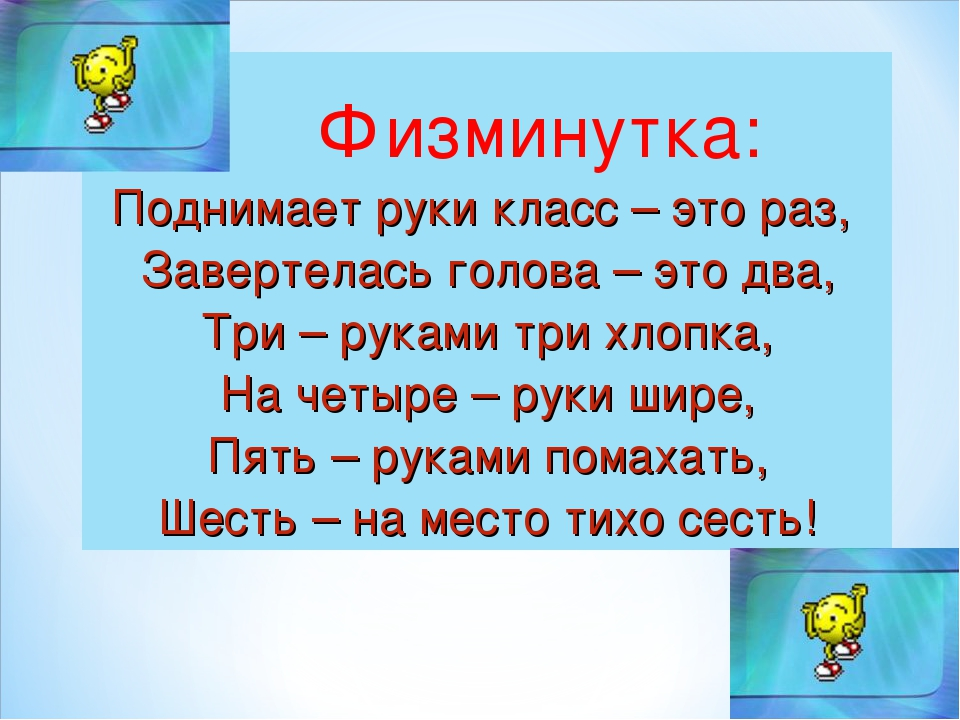 Физминутка:
Поднимает руки класс – это раз,
Завертелась голова – это два,
Три – руками три хлопка,
На четыре – руки шире,
Пять – руками помахать,
Шесть – на место тихо сесть!